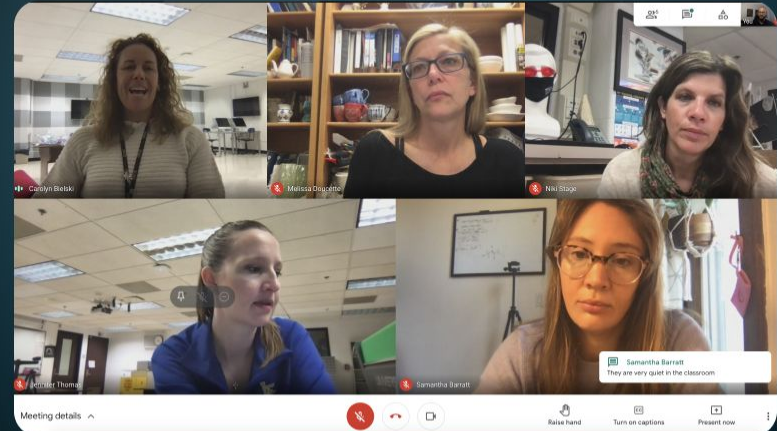 You
Carolyn Bielski
Melissa Doucette
Niki Stage
Jennifer Thomas
Samantha Barratt
Samantha Barratt
They are very quiet in the classroom
Meeting details
Raise hand
Turn on captions
Present now